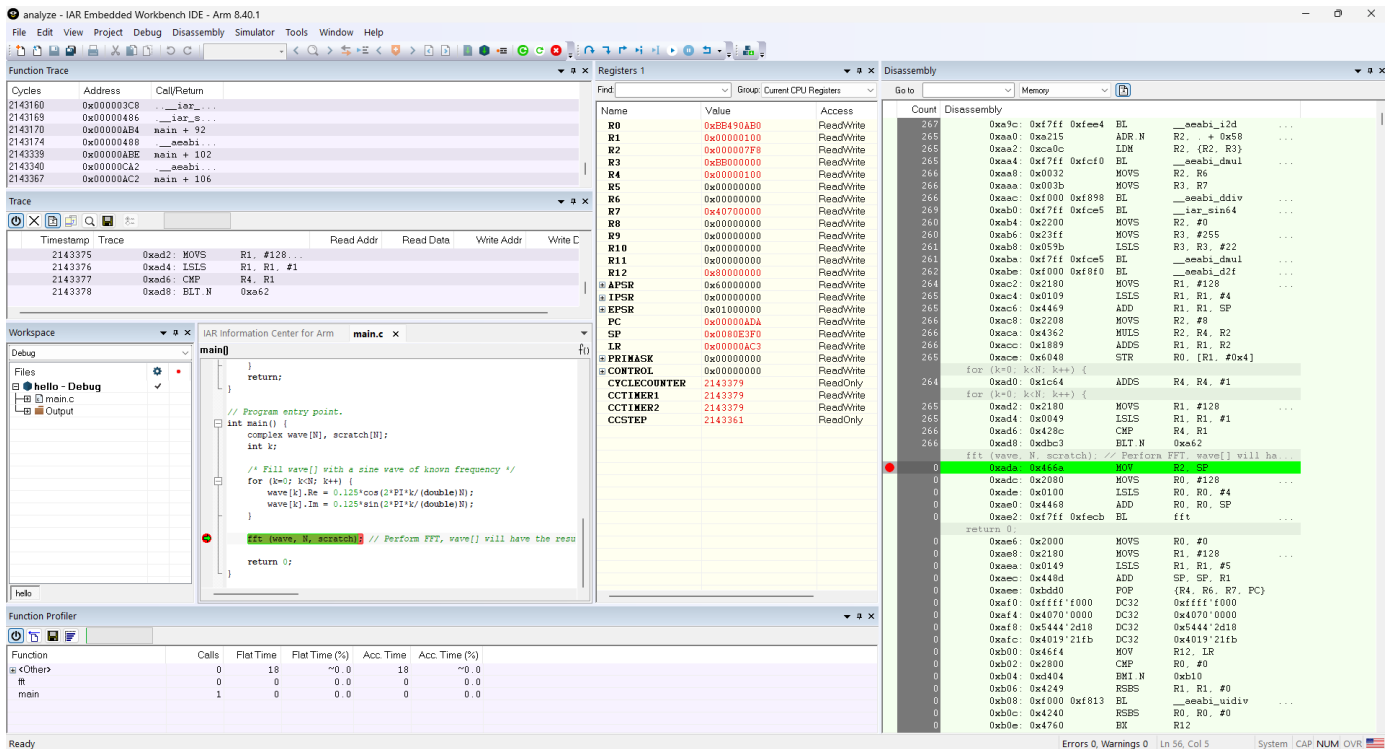 analyze - IAR Embedded Workbench IDE - Arm 8.40.1
File Edit View Project Debug Disassembly Simulator Tools Window Help
Function Trace
Cycles Address Call/Return
2143160 0x000003C8 ..__iar_...
2143169 0x00000486 .__iar_s...
2143170 0x00000AB4 main + 92
2143174 0x00000488 .__aeabi...
2143339 0x00000ABE main + 102
2143340 0x00000CA2 .__aeabi...
2143367 0x00000AC2 main + 106
Trace
Timestamp Trace Read Addr Read Data Write Addr Write D
2143375 0xad2: MOVS R1, #128...
2143376 0xad4: LSLS R1, R1, #1
2143377 0xad6: CMP R4, R1
2143378 0xad8: BLT.N 0xa62
Workspace
Debug
Files
hello - Debug
main.c
Output
hello
IAR Information Center for Arm main.c
main() f()
}
return;
}
// Program entry point.
int main() {
complex wave[N], scratch[N];
int k;
/* Fill wave[] with a sine wave of known frequency */
for (k=0; k<N; k++) {
wave[k].Re = 0.125*cos(2*PI*k/(double)N);
wave[k].Im = 0.125*sin(2*PI*k/(double)N);
}
fft (wave, N, scratch); // Perform FFT, wave[] will have the resu
return 0;
}
Registers 1
Find: Group: Current CPU Registers
Name Value Access
R0 0xBB490AB0 ReadWrite
R1 0x00000100 ReadWrite
R2 0x000007F8 ReadWrite
R3 0xBB000000 ReadWrite
R4 0x00000100 ReadWrite
R5 0x00000000 ReadWrite
R6 0x00000000 ReadWrite
R7 0x40700000 ReadWrite
R8 0x00000000 ReadWrite
R9 0x00000000 ReadWrite
R10 0x00000000 ReadWrite
R11 0x00000000 ReadWrite
R12 0x80000000 ReadWrite
APSR 0x60000000 ReadWrite
IPSR 0x00000000 ReadWrite
EPSR 0x01000000 ReadWrite
PC 0x00000ADA ReadWrite
SP 0x0080E3F0 ReadWrite
LR 0x00000AC3 ReadWrite
PRIMASK 0x00000000 ReadWrite
CONTROL 0x00000000 ReadWrite
CYCLECOUNTER 2143379 ReadOnly
CCTIMER1 2143379 ReadWrite
CCTIMER2 2143379 ReadWrite
CCSTEP 2143361 ReadOnly
Disassembly
Go to Memory
Count Disassembly
267 0xa9c: 0xf7ff 0xfee4 BL __aeabi_i2d ...
265 0xaa0: 0xa215 ADR.N R2, . + 0x58 ...
266 0xaa2: 0xca0c LDM R2, {R2, R3}
265 0xaa4: 0xf7ff 0xfcf0 BL __aeabi_dmul ...
266 0xaa8: 0x0032 MOVS R2, R6
266 0xaaa: 0x003b MOVS R3, R7
266 0xaac: 0xf000 0xf898 BL __aeabi_ddiv ...
269 0xab0: 0xf7ff 0xfce5 BL __iar_sin64 ...
260 0xab4: 0x2200 MOVS R2, #0
260 0xab6: 0x23ff MOVS R3, #255 ...
261 0xab8: 0x059b LSLS R3, R3, #22
261 0xaba: 0xf7ff 0xfce5 BL __aeabi_dmul ...
262 0xabe: 0xf000 0xf8f0 BL __aeabi_d2f ...
264 0xac2: 0x2180 MOVS R1, #128 ...
265 0xac4: 0x0109 LSLS R1, R1, #4
265 0xac6: 0x4469 ADD R1, R1, SP
265 0xac8: 0x2208 MOVS R2, #8
266 0xaca: 0x4362 MULS R2, R4, R2
266 0xacc: 0x1889 ADDS R1, R1, R2
265 0xace: 0x6048 STR R0, [R1, #0x4]
for (k=0; k<N; k++) {
264 0xad0: 0x1c64 ADDS R4, R4, #1
for (k=0; k<N; k++) {
265 0xad2: 0x2180 MOVS R1, #128 ...
265 0xad4: 0x0049 LSLS R1, R1, #1
266 0xad6: 0x428c CMP R4, R1
266 0xad8: 0xdbc3 BLT.N 0xa62
fft (wave, N, scratch); // Perform FFT, wave[] will ha...
0 0xada: 0x466a MOV R2, SP
0 0xadc: 0x2080 MOVS R0, #128 ...
0 0xade: 0x0100 LSLS R0, R0, #4
0 0xae0: 0x4468 ADD R0, R0, SP
0 0xae2: 0xf7ff 0xfecb BL fft ...
return 0;
0 0xae6: 0x2000 MOVS R0, #0
0 0xae8: 0x2180 MOVS R1, #128 ...
0 0xaea: 0x0149 LSLS R1, R1, #5
0 0xaec: 0x448d ADD SP, SP, R1
0 0xaee: 0xbdd0 POP {R4, R6, R7, PC}
0 0xaf0: 0xffff'f000 DC32 0xffff'f000
0 0xaf4: 0x4070'0000 DC32 0x4070'0000
0 0xaf8: 0x5444'2d18 DC32 0x5444'2d18
0 0xafc: 0x4019'21fb DC32 0x4019'21fb
0 0xb00: 0x46f4 MOV R12, LR
0 0xb02: 0x2800 CMP R0, #0
0 0xb04: 0xd404 BMI.N 0xb10
0 0xb06: 0x4249 RSBS R1, R1, #0
0 0xb08: 0xf000 0xf813 BL __aeabi_uidiv ...
0 0xb0c: 0x4240 RSBS R0, R0, #0
0 0xb0e: 0x4760 BX R12
Function Profiler
Function Calls Flat Time Flat Time (%) Acc. Time Acc. Time (%)
<Other> 0 18 ~0.0 18 ~0.0
fft 0 0 0.0 0 0.0
main 1 0 0.0 0 0.0
Ready Errors 0, Warnings 0 Ln 56, Col 5 System CAP NUM OVR